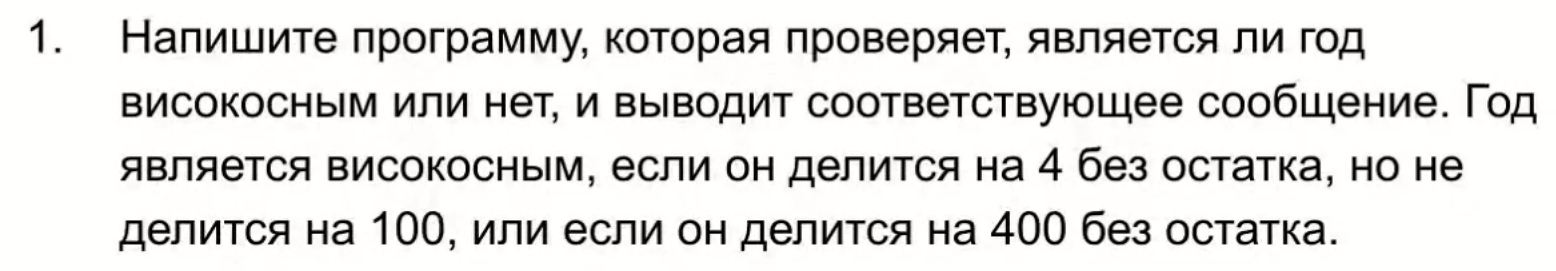 1. Напишите программу, которая проверяет, является ли год
високосным или нет, и выводит соответствующее сообщение. Год
является високосным, если он делится на 4 без остатка, но не
делится на 100, или если он делится на 400 без остатка.